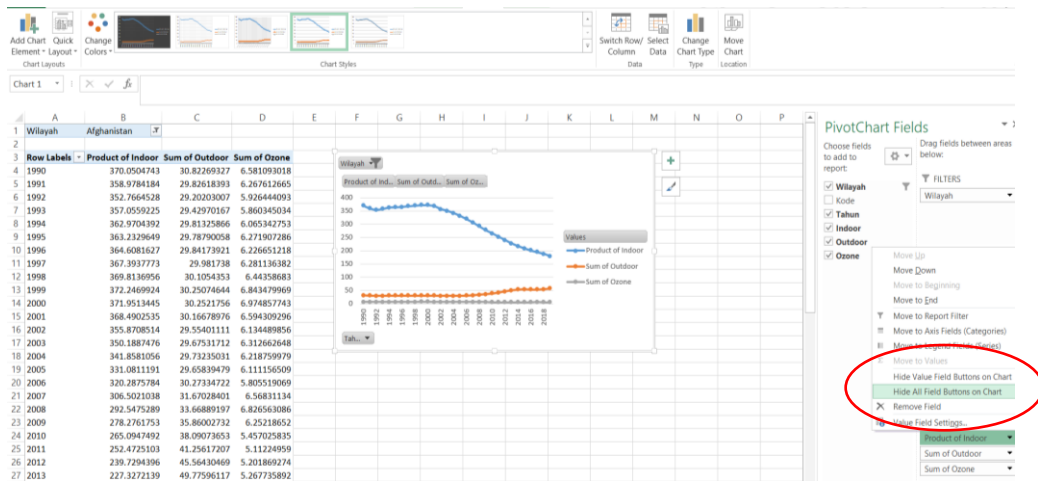 Add Chart Element
Quick Layout
Change Colors
Switch Row/ Column
Select Data
Change Chart Type
Move Chart
Chart Layouts
Chart Styles
Data
Type
Location
Chart 1
fx
A B C D E F G H I J K L M N O P
1 Wilayah Afghanistan
2
3 Row Labels Product of Indoor Sum of Outdoor Sum of Ozone
4 1990 370.0504743 30.82269327 6.581093018
5 1991 358.9784184 29.82618393 6.267612665
6 1992 352.7664528 29.20203007 5.926444093
7 1993 357.0559225 29.42970167 5.860345034
8 1994 362.9704392 29.81325866 6.065342753
9 1995 363.2329649 29.78790058 6.271907286
10 1996 364.6081627 29.84173921 6.226651218
11 1997 367.3937773 29.981738 6.281136382
12 1998 369.8136956 30.1054353 6.44358683
13 1999 372.2469924 30.25074644 6.843479969
14 2000 371.9513445 30.2521756 6.974857743
15 2001 368.4902535 30.16678976 6.594309296
16 2002 355.8708514 29.55401111 6.134489856
17 2003 350.1887476 29.67531712 6.312662648
18 2004 341.8581056 29.73235031 6.218759979
19 2005 331.0811191 29.65839479 6.111156509
20 2006 320.2875784 30.27334722 5.805519069
21 2007 306.5021038 31.67028401 6.56831134
22 2008 292.5475289 33.66889197 6.826563086
23 2009 278.2761753 35.86002732 6.25218652
24 2010 265.0947492 38.09073653 5.457025835
25 2011 252.4725103 41.25617207 5.11224959
26 2012 239.7294396 45.56430469 5.201869274
27 2013 227.3272139 49.77596117 5.267735892
Wilayah
Product of Ind... Sum of Outd... Sum of Oz...
400
350
300
250
200
150
100
50
0
1990 1992 1994 1996 1998 2000 2002 2004 2006 2008 2010 2012 2014 2016 2018
Values
Product of Indoor
Sum of Outdoor
Sum of Ozone
Tah...
PivotChart Fields
Choose fields to add to report:
Drag fields between areas below:
Wilayah
Kode
Tahun
Indoor
Outdoor
Ozone
FILTERS
Wilayah
Move Up
Move Down
Move to Beginning
Move to End
Move to Report Filter
Move to Axis Fields (Categories)
Move to Legend Fields (Series)
Move to Values
Hide Value Field Buttons on Chart
Hide All Field Buttons on Chart
Remove Field
Value Field Settings...
Product of Indoor
Sum of Outdoor
Sum of Ozone